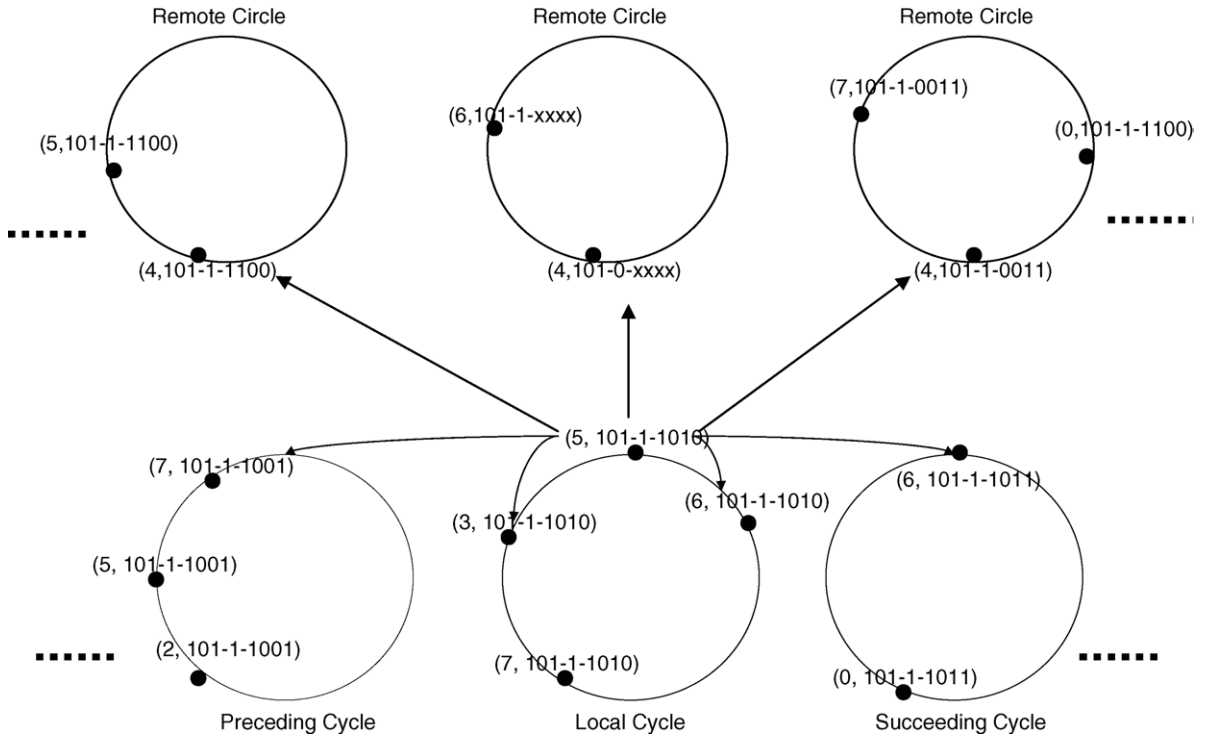 Remote Circle
Remote Circle
Remote Circle
(7,101-1-0011)
(6,101-1-xxxx)
(0,101-1-1100)
(5,101-1-1100)
(4,101-1-1100)
(4,101-0-xxxx)
(4,101-1-0011)
(5, 101-1-1010)
(7, 101-1-1001)
(6, 101-1-1011)
(6, 101-1-1010)
(3, 101-1-1010)
(5, 101-1-1001)
(2, 101-1-1001)
(7, 101-1-1010)
(0, 101-1-1011)
Preceding Cycle
Local Cycle
Succeeding Cycle